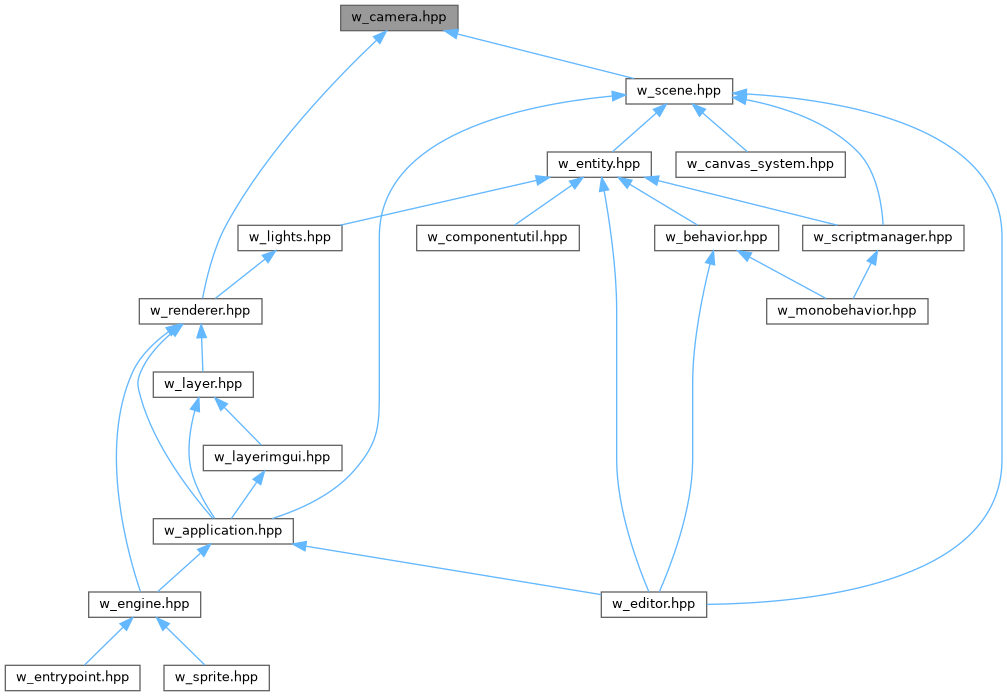 w_camera.hpp
w_scene.hpp
w_entity.hpp
w_canvas_system.hpp
w_lights.hpp
w_componentutil.hpp
w_behavior.hpp
w_scriptmanager.hpp
w_renderer.hpp
w_monobehavior.hpp
w_layer.hpp
w_layerimgui.hpp
w_application.hpp
w_engine.hpp
w_editor.hpp
w_entrypoint.hpp
w_sprite.hpp